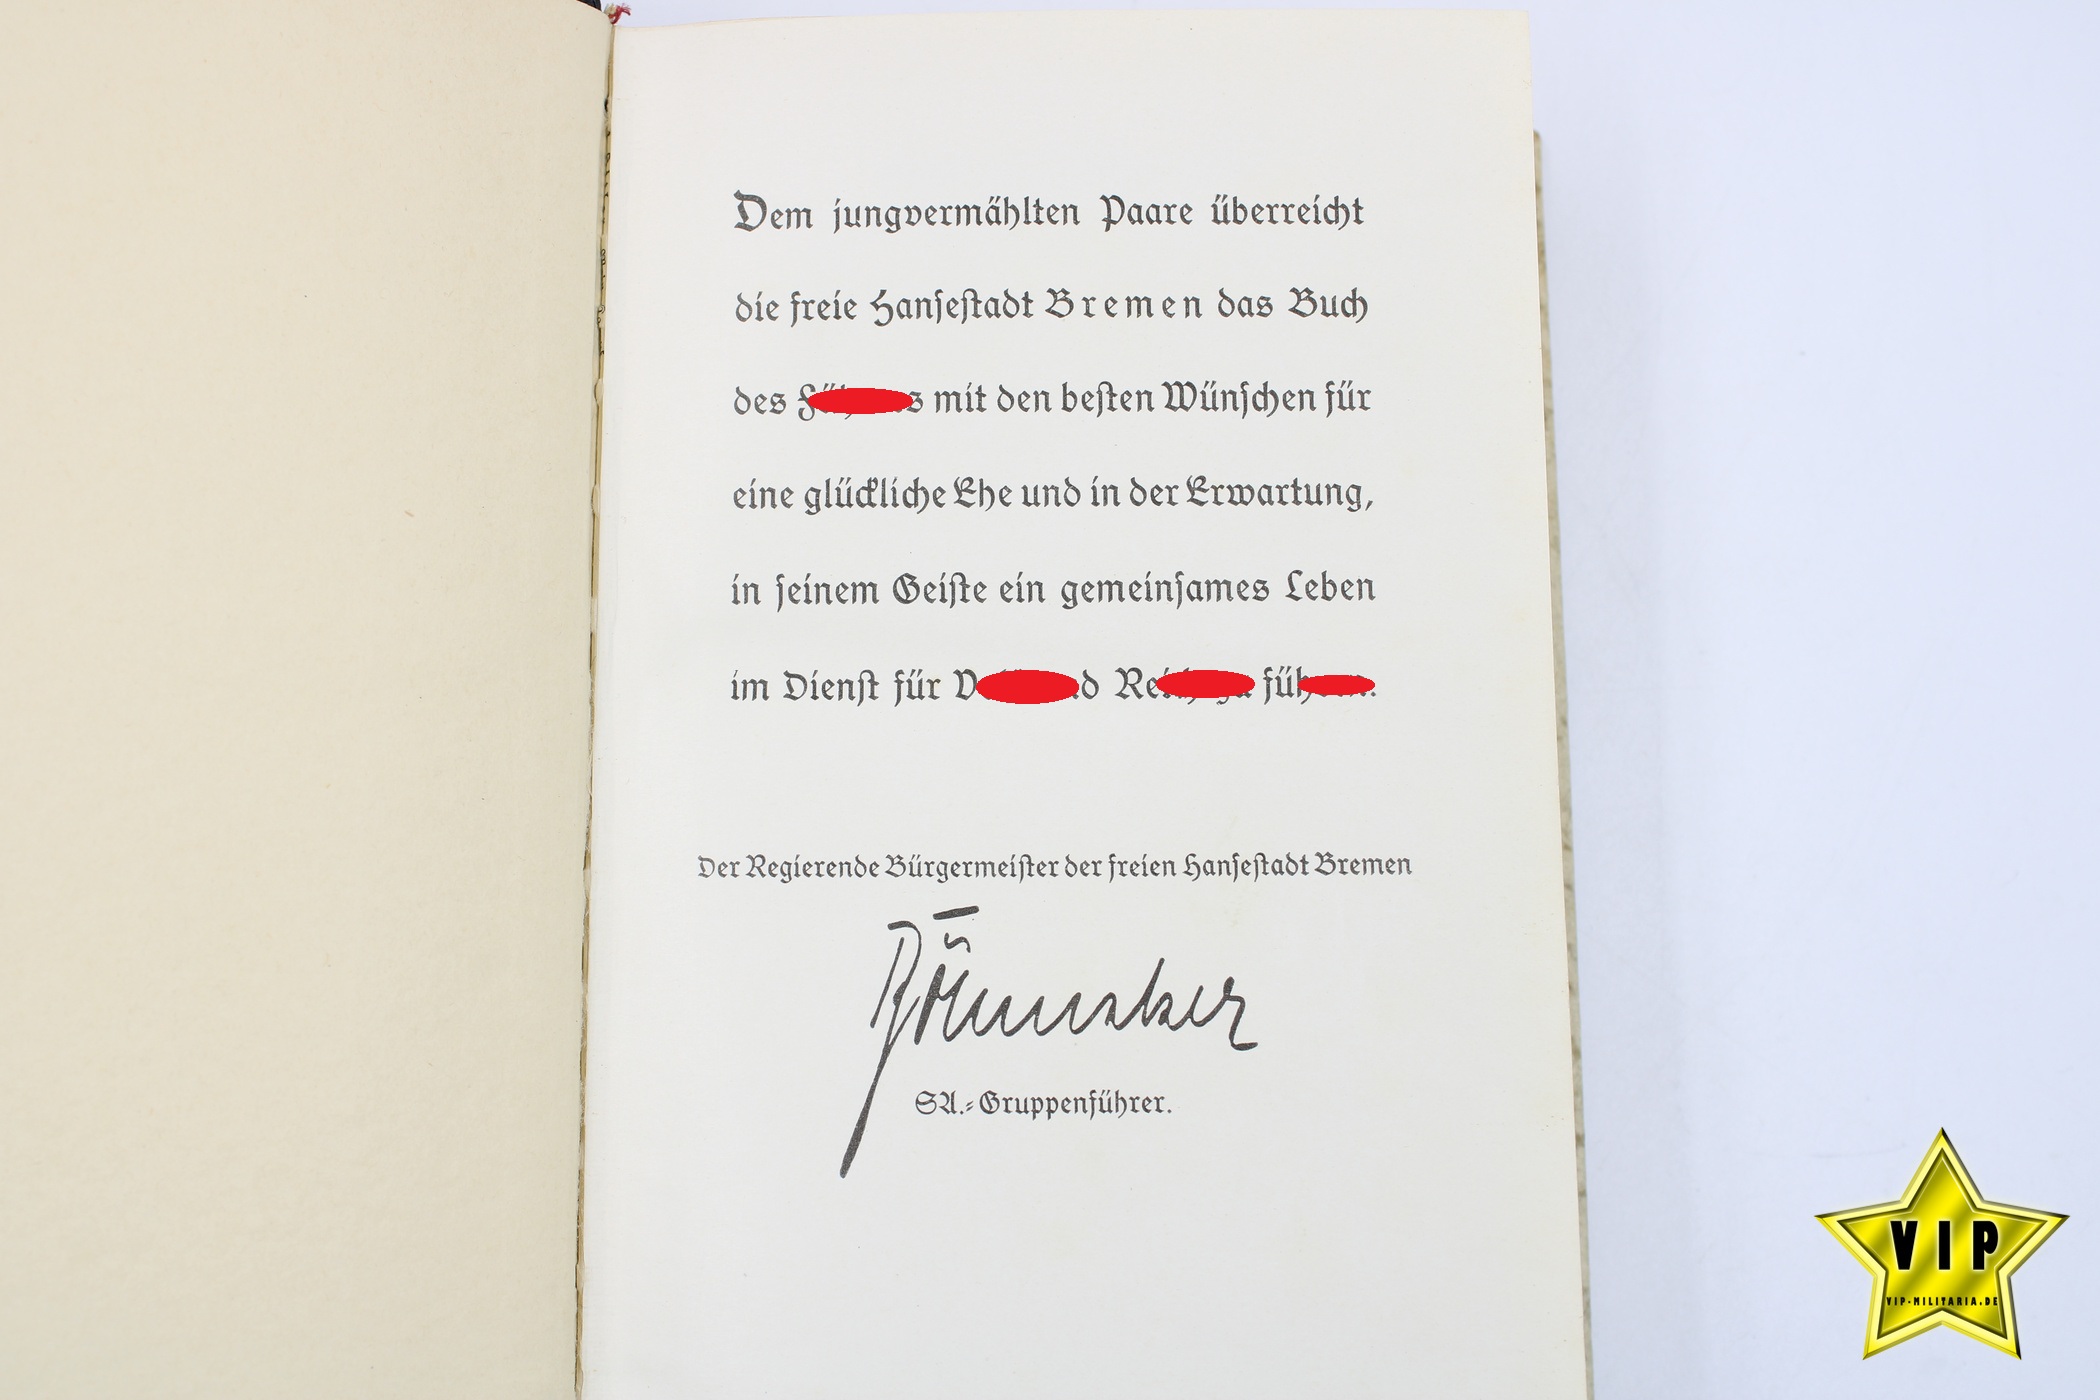 Dem jungvermählten Paare überreicht
die freie Hansestadt Bremen das Buch
des mit den besten Wünschen für
eine glückliche Ehe und in der Erwartung,
in seinem Geiste ein gemeinsames Leben
im Dienst für
Der Regierende Bürgermeister der freien Hansestadt Bremen
SA.-Gruppenführer.
VIP
VIP-MILITARIA.DE